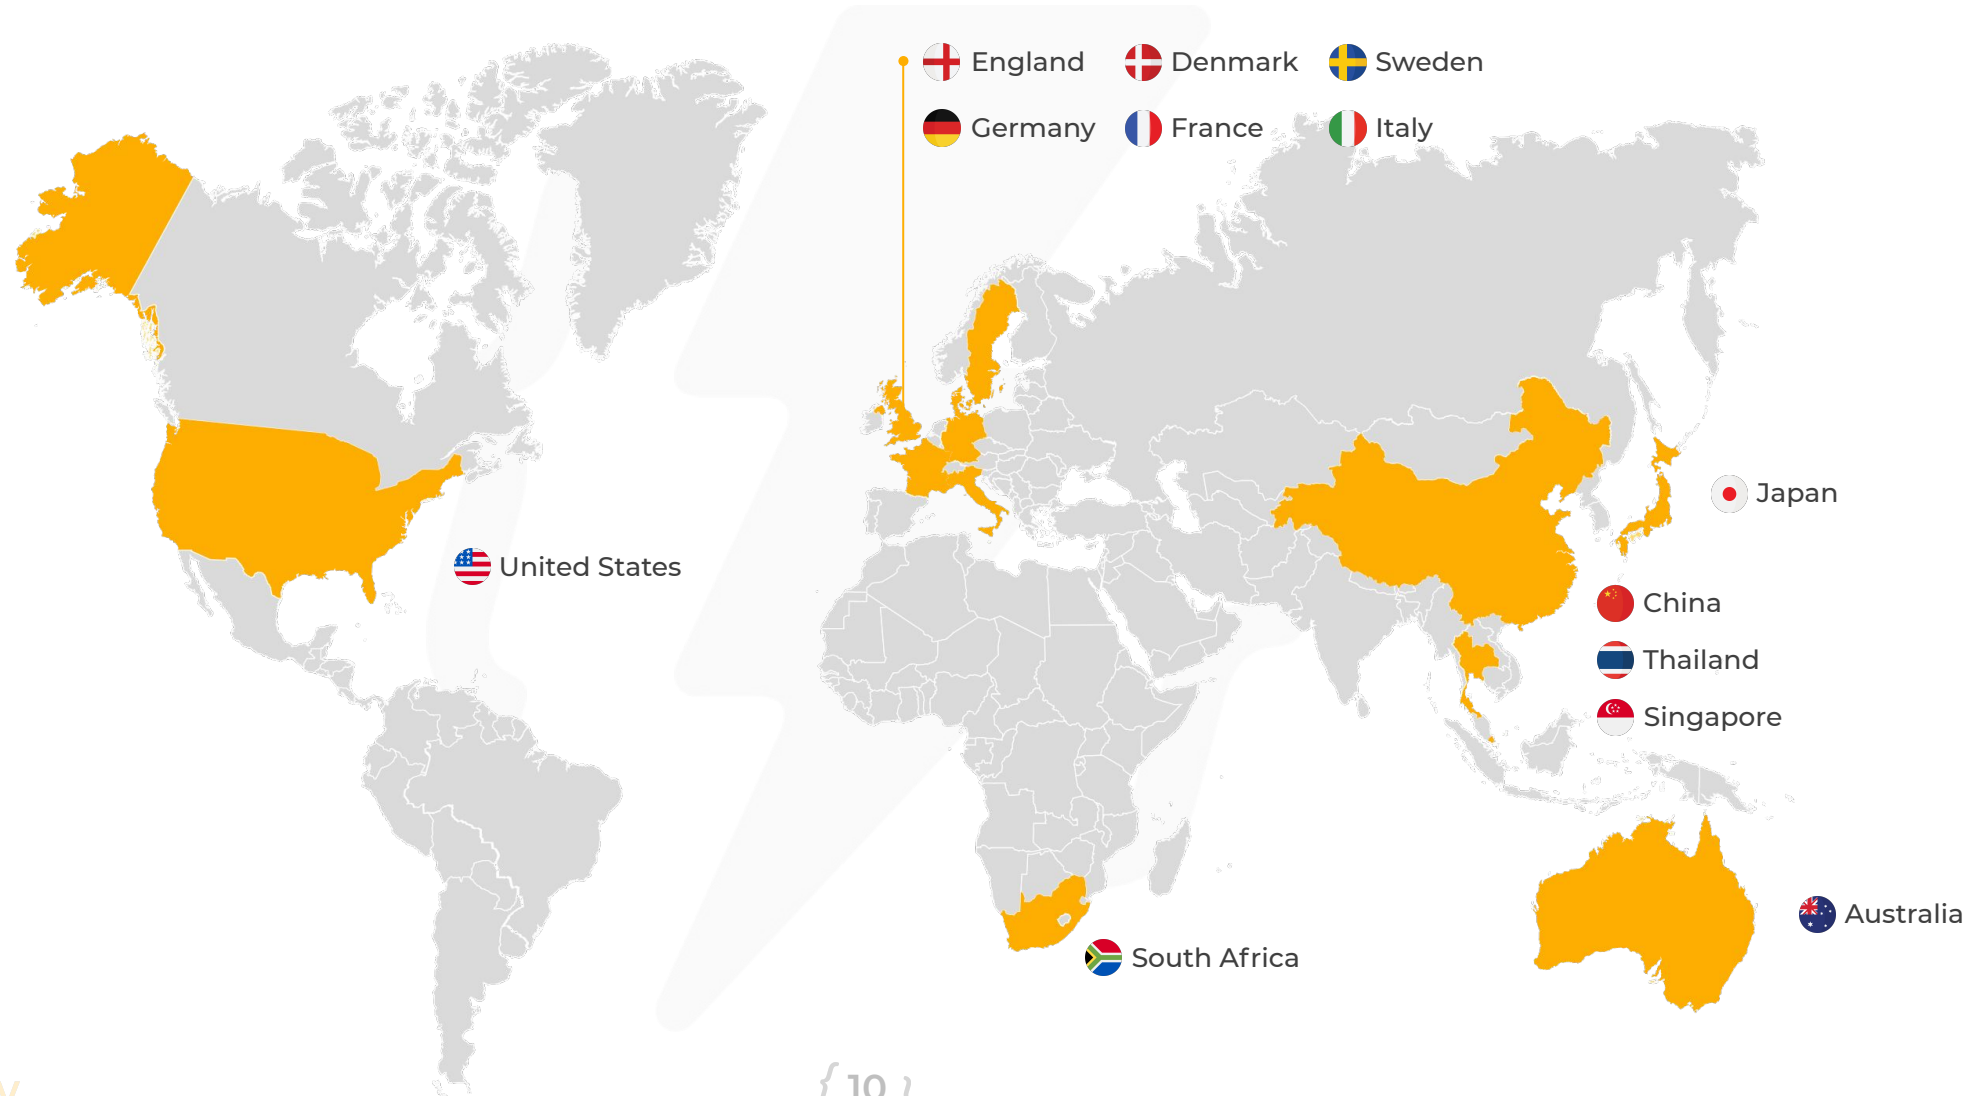 England Denmark Sweden
Germany France Italy
Japan
United States
China
Thailand
Singapore
Australia
South Africa
{ 10 }